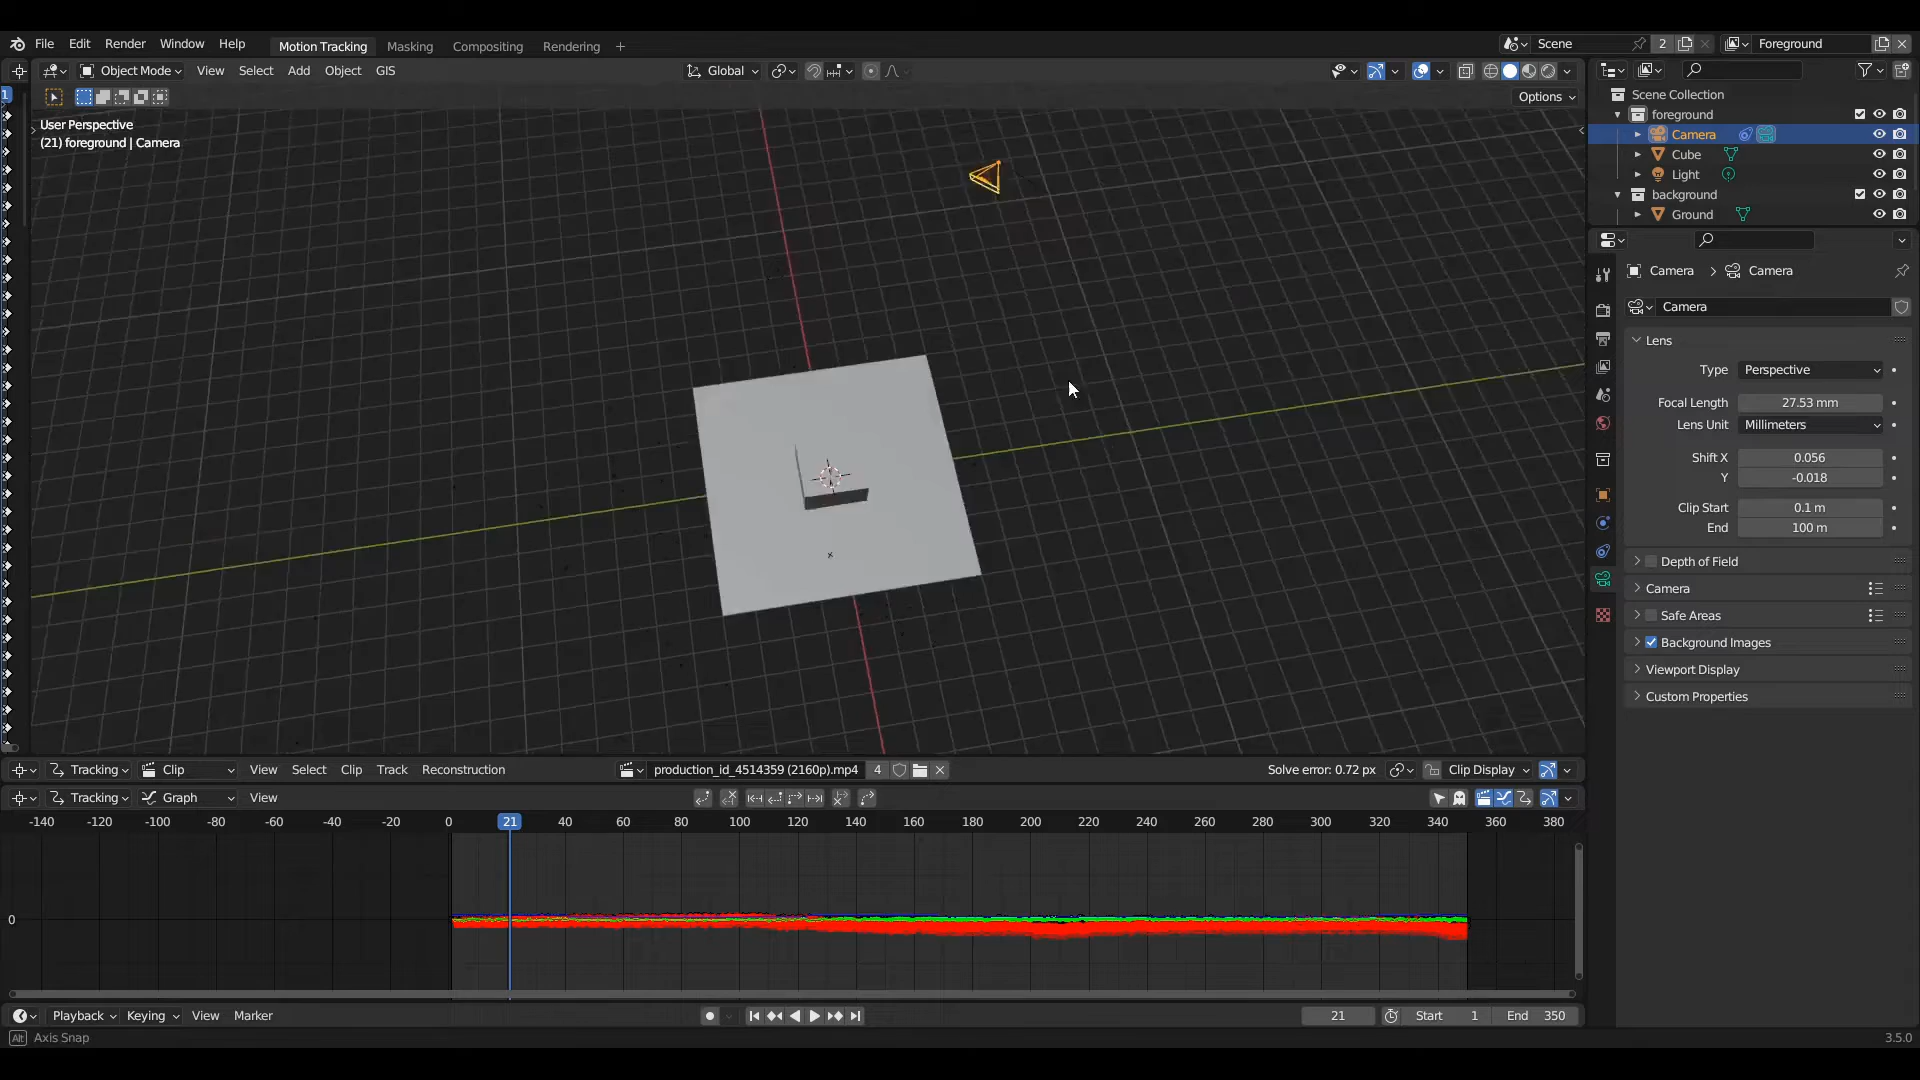 File Edit Render Window Help Motion Tracking Masking Compositing Rendering + Scene 2 Foreground
Object Mode View Select Add Object GIS Global
1
Options
User Perspective
(21) foreground | Camera
Scene Collection
foreground
Camera
Cube
Light
background
Ground
Camera > Camera
Camera
Lens
Type Perspective
Focal Length 27.53 mm
Lens Unit Millimeters
Shift X 0.056
Y -0.018
Clip Start 0.1 m
End 100 m
Depth of Field
Camera
Safe Areas
Background Images
Viewport Display
Custom Properties
Tracking Clip View Select Clip Track Reconstruction production_id_4514359 (2160p).mp4 4 Solve error: 0.72 px Clip Display
Tracking Graph View
-140 -120 -100 -80 -60 -40 -20 0 21 40 60 80 100 120 140 160 180 200 220 240 260 280 300 320 340 360 380
0
Playback Keying View Marker 21 Start 1 End 350
Alt Axis Snap 3.5.0